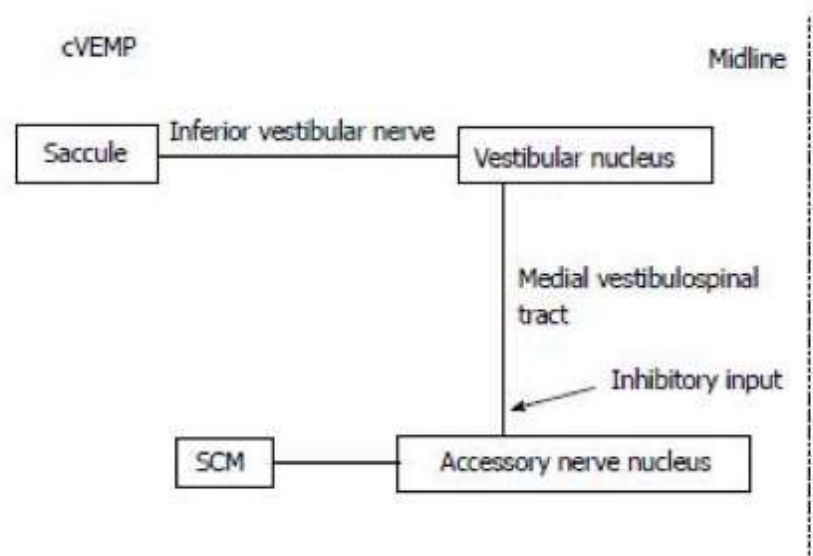 cVEMP
Midline
Inferior vestibular nerve
Saccule
Vestibular nucleus
Medial vestibulospinal
tract
Inhibitory input
SCM
Accessory nerve nucleus